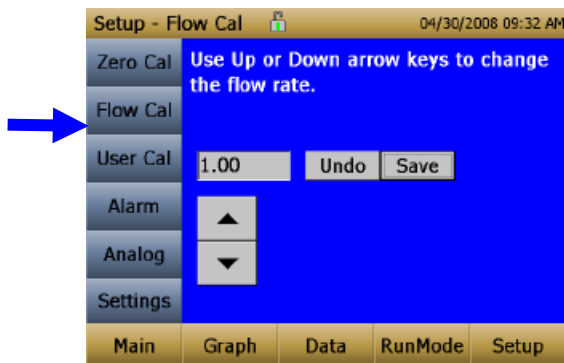 Setup - Flow Cal 04/30/2008 09:32 AM
Zero Cal
Flow Cal
User Cal
Alarm
Analog
Settings
Use Up or Down arrow keys to change
the flow rate.
1.00 Undo Save
Main Graph Data RunMode Setup